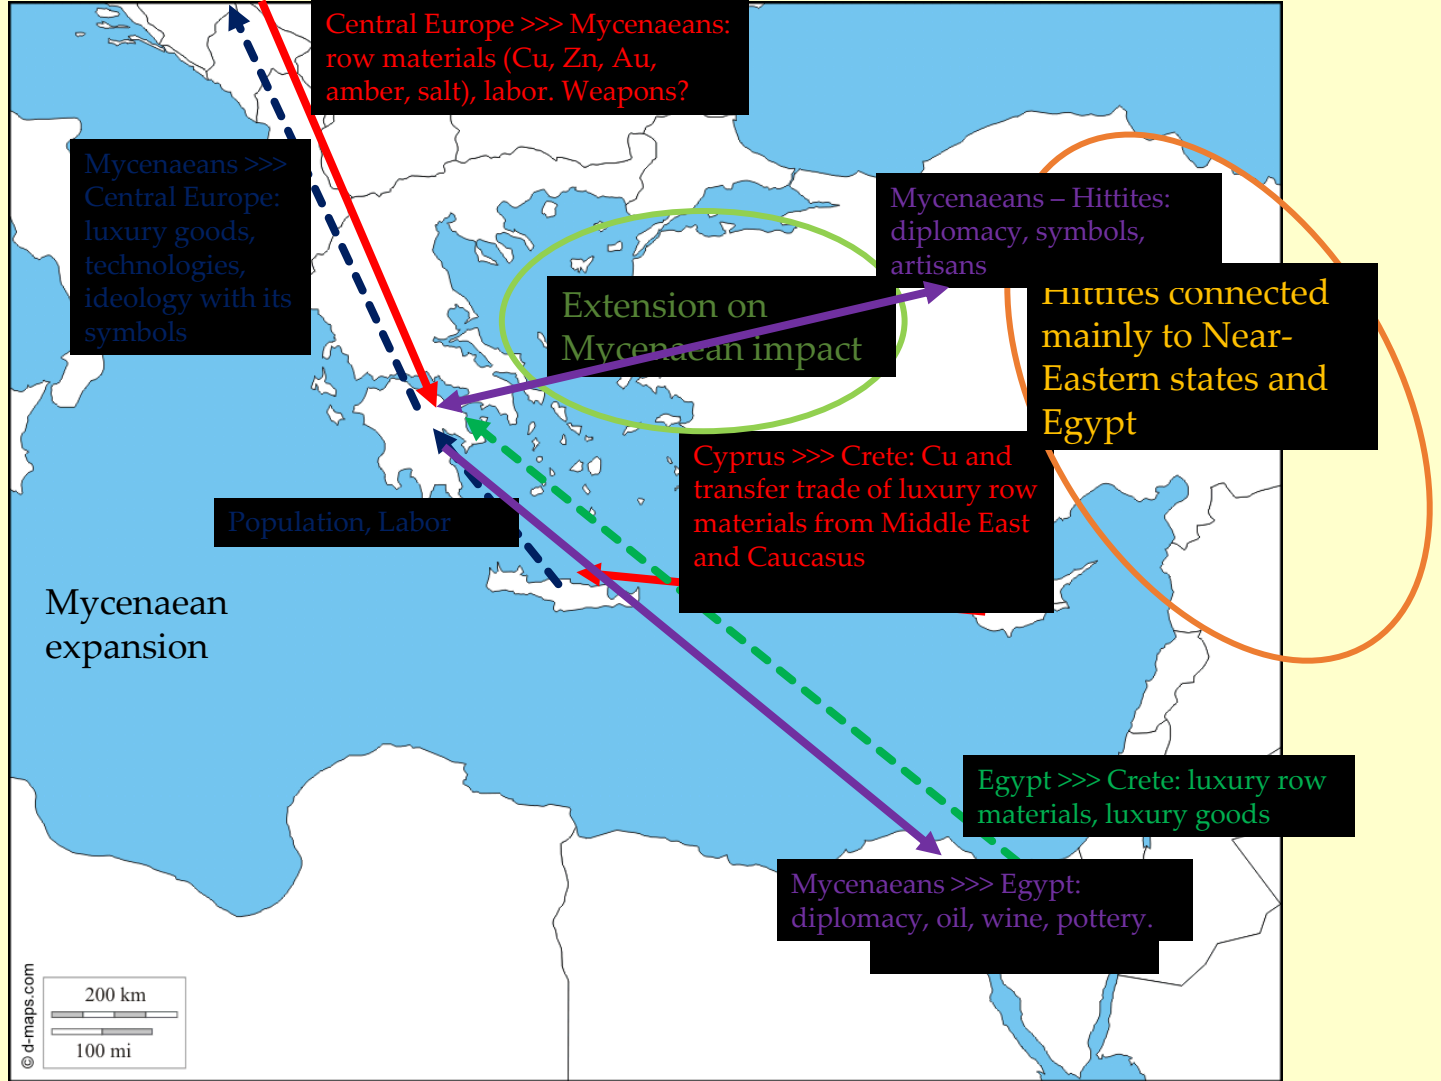 Central Europe >>> Mycenaeans:
row materials (Cu, Zn, Au,
amber, salt), labor. Weapons?
Mycenaeans >>>
Central Europe:
luxury goods,
technologies,
ideology with its
symbols
Mycenaeans – Hittites:
diplomacy, symbols,
artisans
Hittites connected
mainly to Near-
Eastern states and
Egypt
Extension on
Mycenaean impact
Cyprus >>> Crete: Cu and
transfer trade of luxury row
materials from Middle East
and Caucasus
Population, Labor
Mycenaean
expansion
Egypt >>> Crete: luxury row
materials, luxury goods
Mycenaeans >>> Egypt:
diplomacy, oil, wine, pottery.
200 km
100 mi
© d-maps.com